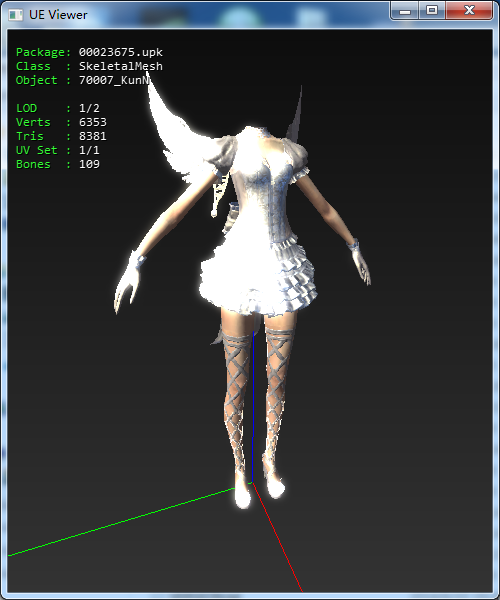 UE Viewer
Package: 00023675.upk
Class : SkeletalMesh
Object : 70007_KunN
LOD : 1/2
Verts : 6353
Tris : 8381
UV Set : 1/1
Bones : 109